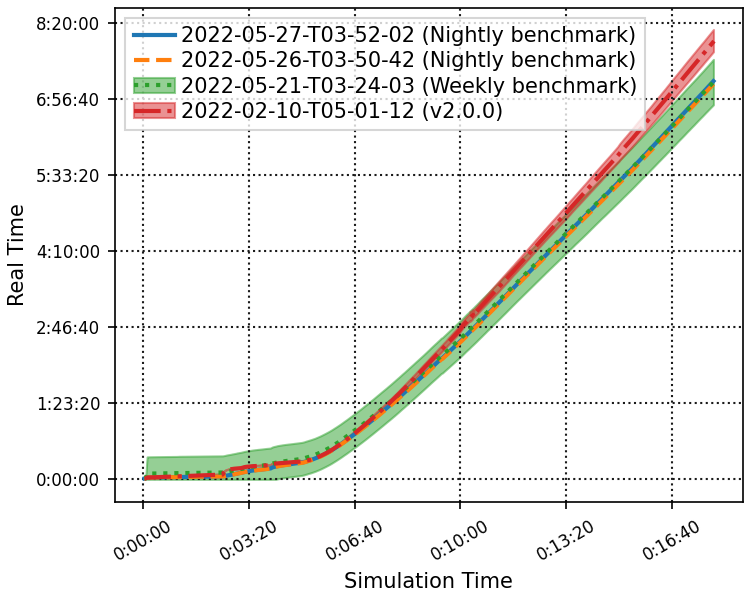 8:20:00
6:56:40
5:33:20
4:10:00
2:46:40
1:23:20
0:00:00
Real Time
2022-05-27-T03-52-02 (Nightly benchmark)
2022-05-26-T03-50-42 (Nightly benchmark)
2022-05-21-T03-24-03 (Weekly benchmark)
2022-02-10-T05-01-12 (v2.0.0)
0:00:00
0:03:20
0:06:40
0:10:00
0:13:20
0:16:40
Simulation Time